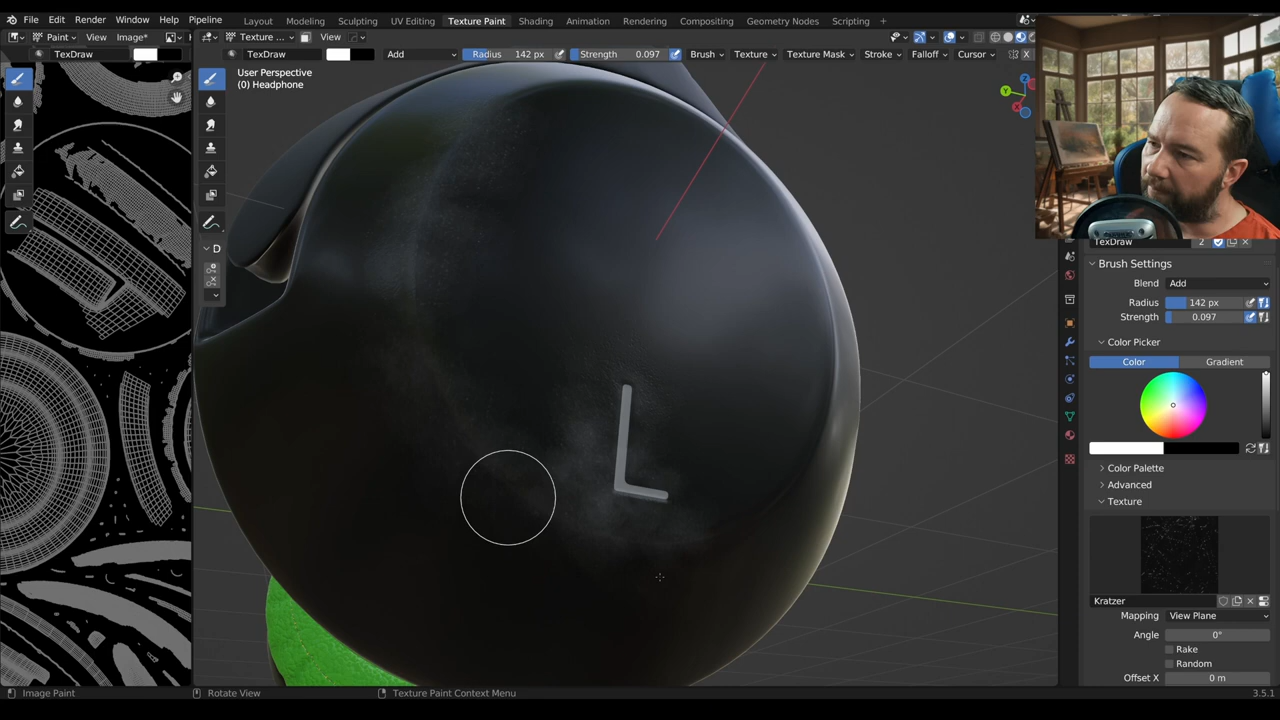 File Edit Render Window Help Pipeline Layout Modeling Sculpting UV Editing Texture Paint Shading Animation Rendering Compositing Geometry Nodes Scripting +
Paint View Image* Texture ... View
TexDraw TexDraw Add Radius 142 px Strength 0.097 Brush Texture Texture Mask Stroke Falloff Cursor X
User Perspective
(0) Headphone
Y
Z
X
D
L
TexDraw 2
Brush Settings
Blend Add
Radius 142 px
Strength 0.097
Color Picker
Color Gradient
Color Palette
Advanced
Texture
Kratzer
Mapping View Plane
Angle 0°
Rake
Random
Offset X 0 m
Image Paint Rotate View Texture Paint Context Menu 3.5.1